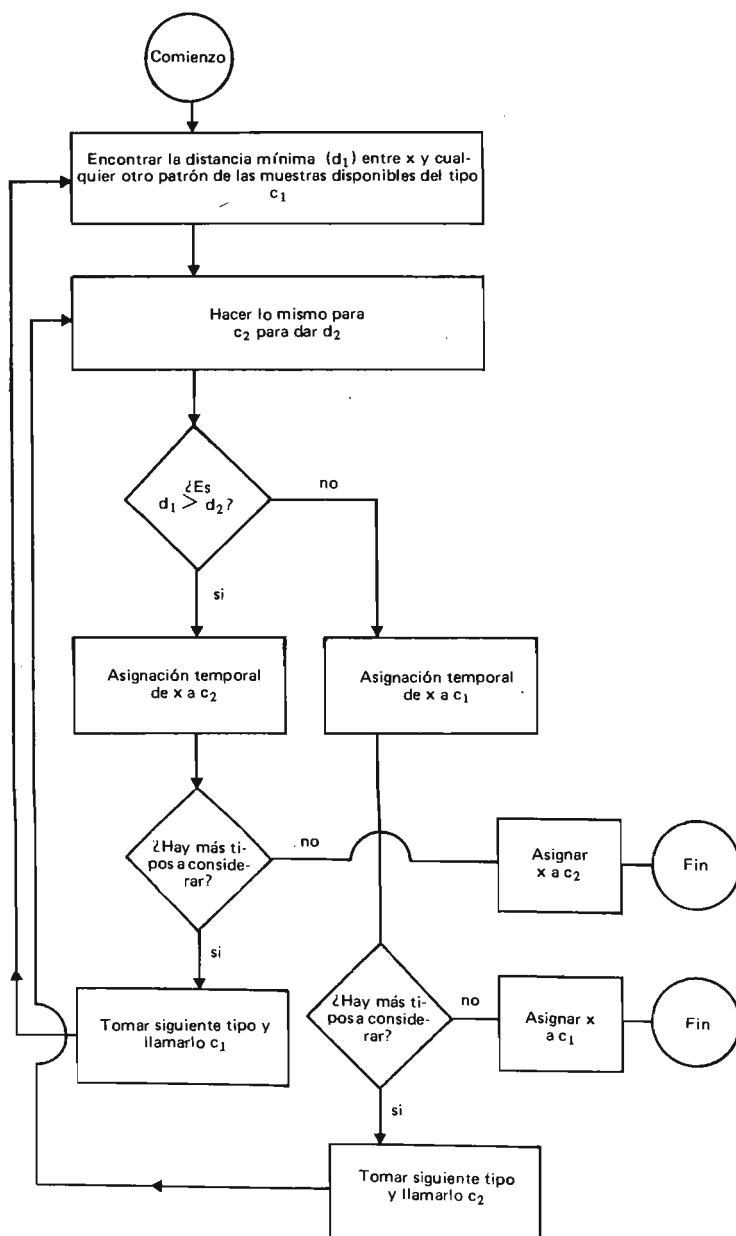 Comienzo
Encontrar la distancia mínima (d₁) entre x y cual-
quier otro patrón de las muestras disponibles del tipo
c₁
Hacer lo mismo para
c₂ para dar d₂
¿Es
d₁ > d₂?
no
si
Asignación temporal
de x a c₂
Asignación temporal
de x a c₁
¿Hay más ti-
pos a conside-
rar?
no
Asignar
x a c₂
Fin
si
Tomar siguiente tipo y
llamarlo c₁
¿Hay más ti-
pos a conside-
rar?
no
Asignar x
a c₁
Fin
si
Tomar siguiente tipo
y llamarlo c₂